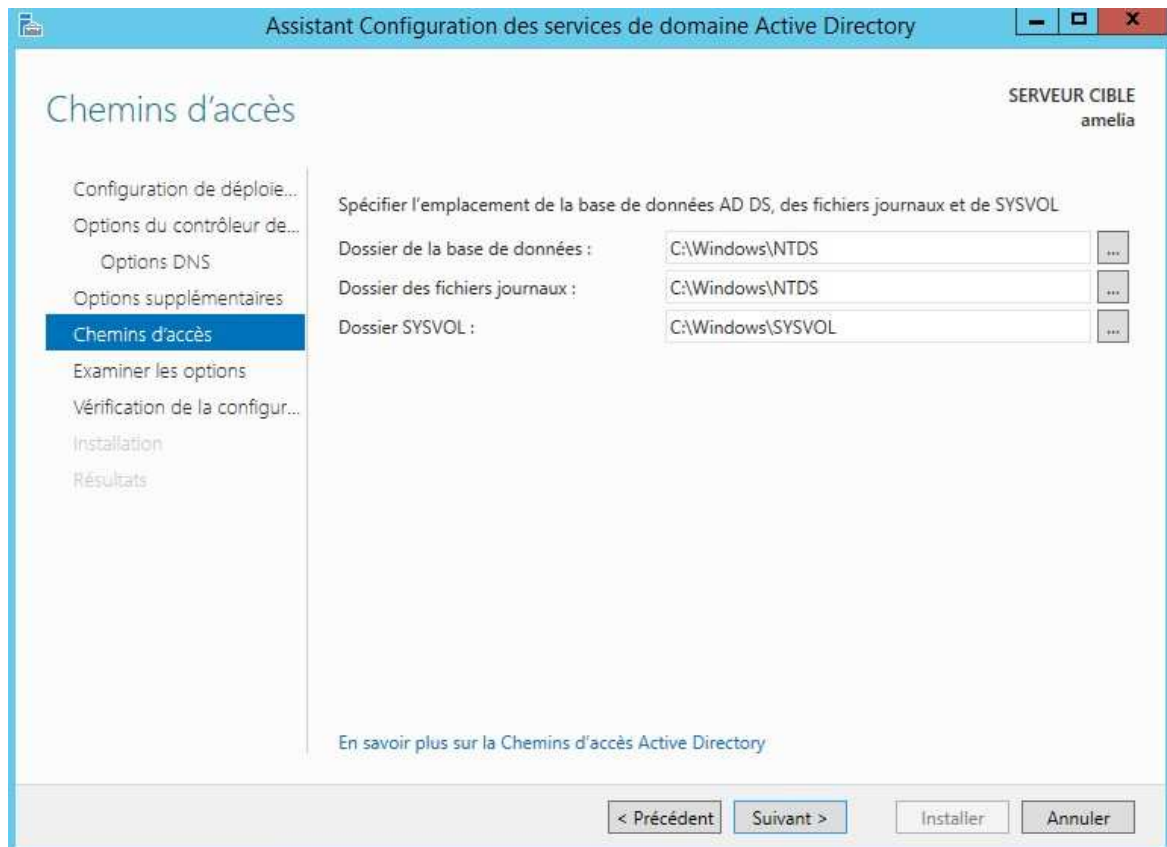 Assistant Configuration des services de domaine Active Directory
Chemins d'accès
SERVEUR CIBLE
amelia
Configuration de déploie...
Options du contrôleur de...
Options DNS
Options supplémentaires
Chemins d'accès
Examiner les options
Vérification de la configur...
Installation
Résultats
Spécifier l'emplacement de la base de données AD DS, des fichiers journaux et de SYSVOL
Dossier de la base de données : C:\Windows\NTDS ...
Dossier des fichiers journaux : C:\Windows\NTDS ...
Dossier SYSVOL : C:\Windows\SYSVOL ...
En savoir plus sur la Chemins d'accès Active Directory
< Précédent Suivant > Installer Annuler